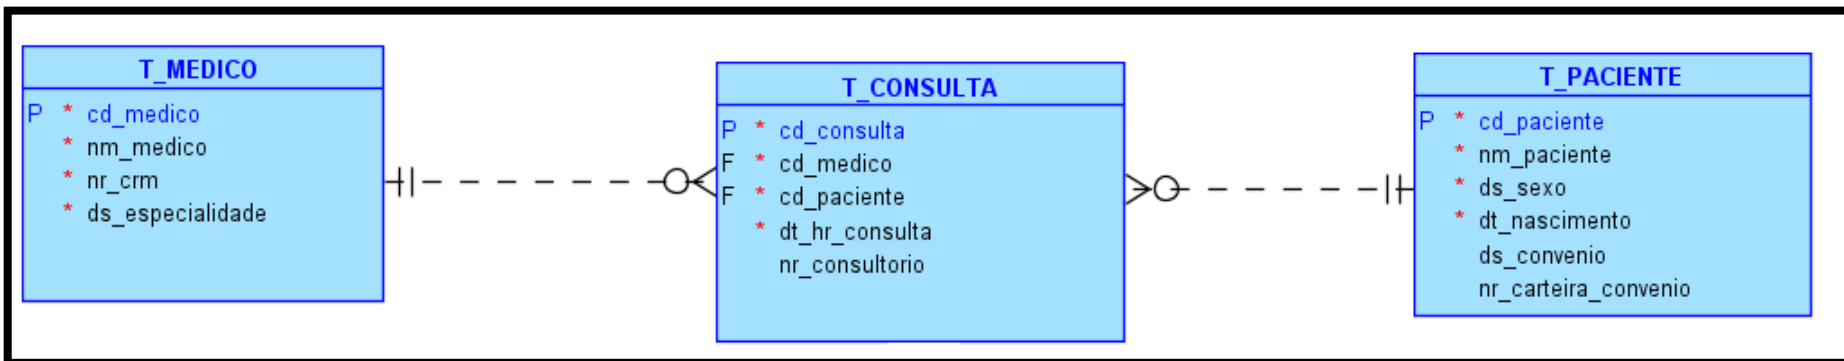 T_MEDICO
P * cd_medico
* nm_medico
* nr_crm
* ds_especialidade
T_CONSULTA
P * cd_consulta
F * cd_medico
F * cd_paciente
* dt_hr_consulta
nr_consultorio
T_PACIENTE
P * cd_paciente
* nm_paciente
* ds_sexo
* dt_nascimento
ds_convenio
nr_carteira_convenio